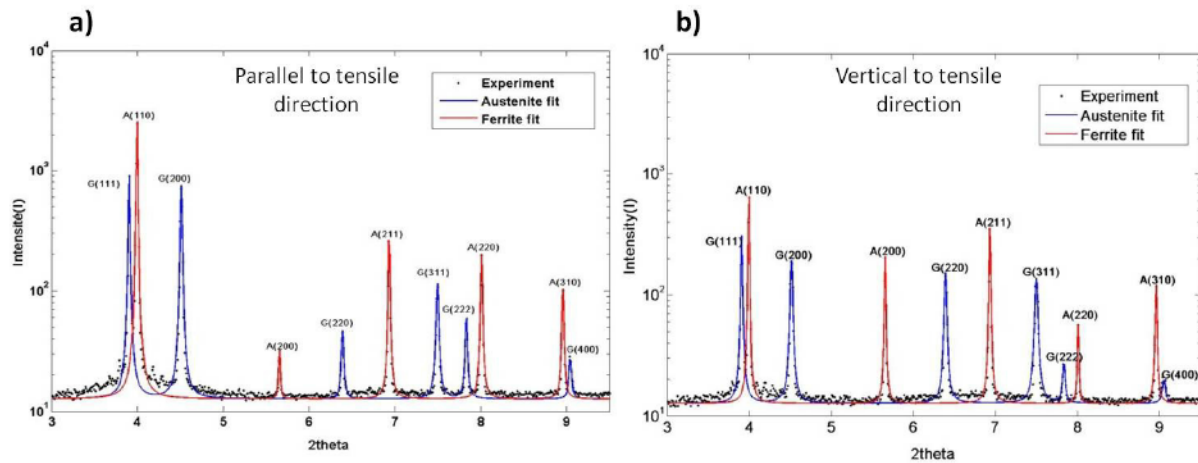 a)
Parallel to tensile
direction
Experiment
Austenite fit
Ferrite fit
Intensite(I)
10^4
10^3
10^2
10^1
G(111)
A(110)
G(200)
A(200)
G(220)
A(211)
G(311)
G(222)
A(220)
A(310)
G(400)
3 4 5 6 7 8 9
2theta
b)
Vertical to tensile
direction
Experiment
Austenite fit
Ferrite fit
Intensity(I)
10^4
10^3
10^2
10^1
G(111)
A(110)
G(200)
A(200)
G(220)
A(211)
G(311)
G(222)
A(220)
A(310)
G(400)
3 4 5 6 7 8 9
2theta